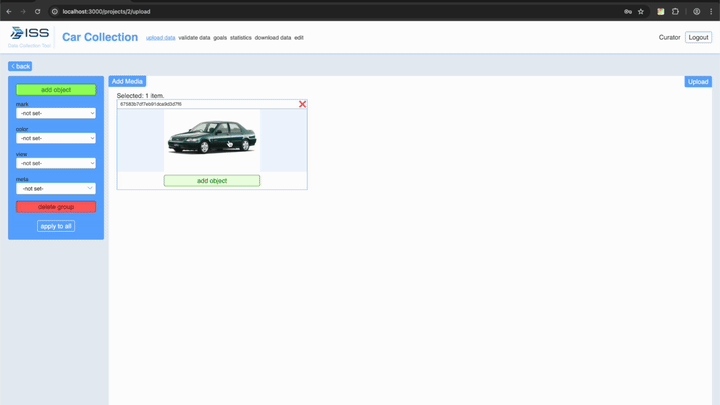 localhost:3000/projects/2/upload
ISS
Data Collection Tips
Car Collection
upload data validate data goals statistics download data edit
Curator
Logout
< back
add object
mark
-not set-
color
-not set-
view
-not set-
meta
-not set-
delete group
apply to all
Add Media
Upload
Selected: 1 item.
add object